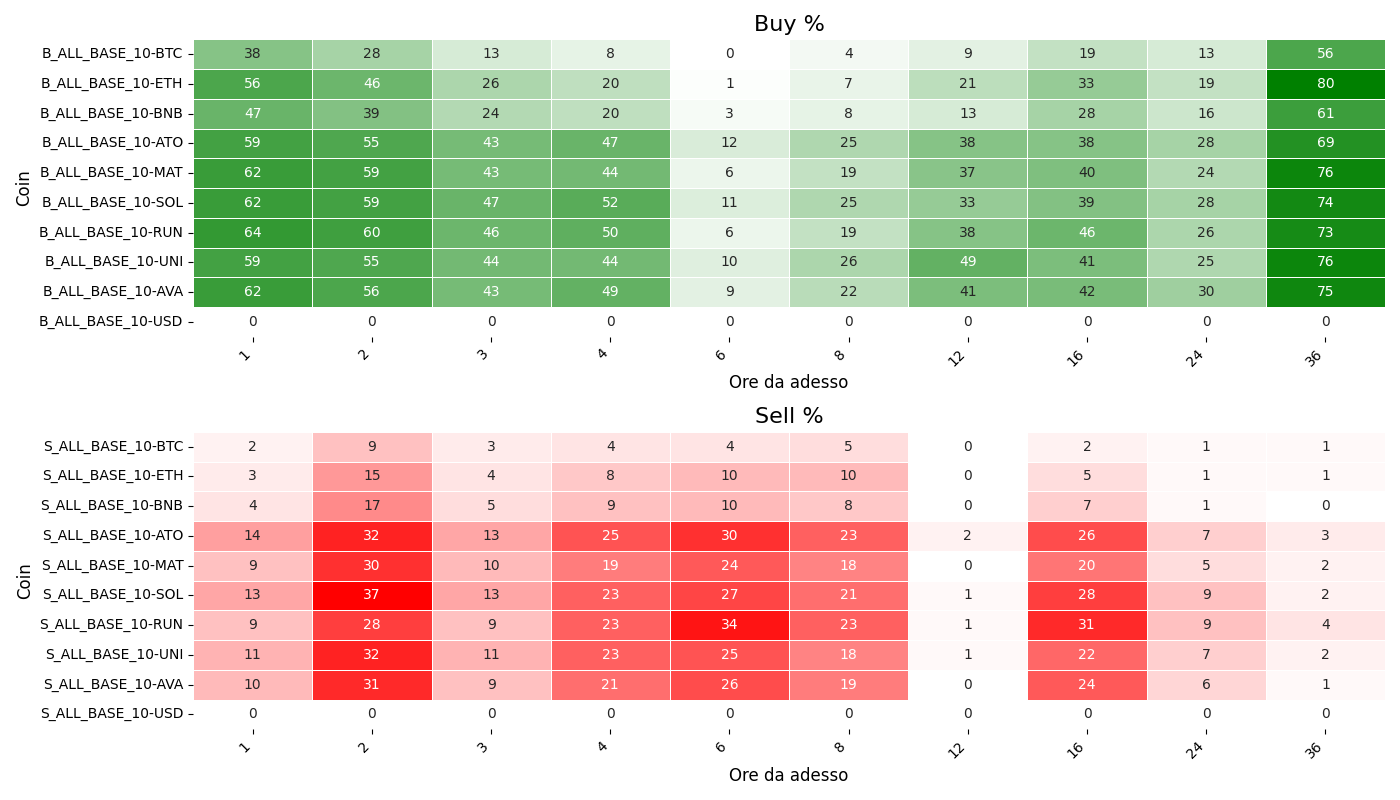 Buy %
Coin
B_ALL_BASE_10-BTC 38 28 13 8 0 4 9 19 13 56
B_ALL_BASE_10-ETH 56 46 26 20 1 7 21 33 19 80
B_ALL_BASE_10-BNB 47 39 24 20 3 8 13 28 16 61
B_ALL_BASE_10-ATO 59 55 43 47 12 25 38 38 28 69
B_ALL_BASE_10-MAT 62 59 43 44 6 19 37 40 24 76
B_ALL_BASE_10-SOL 62 59 47 52 11 25 33 39 28 74
B_ALL_BASE_10-RUN 64 60 46 50 6 19 38 46 26 73
B_ALL_BASE_10-UNI 59 55 44 44 10 26 49 41 25 76
B_ALL_BASE_10-AVA 62 56 43 49 9 22 41 42 30 75
B_ALL_BASE_10-USD 0 0 0 0 0 0 0 0 0 0
1 2 3 4 6 8 12 16 24 36
Ore da adesso
Sell %
Coin
S_ALL_BASE_10-BTC 2 9 3 4 4 5 0 2 1 1
S_ALL_BASE_10-ETH 3 15 4 8 10 10 0 5 1 1
S_ALL_BASE_10-BNB 4 17 5 9 10 8 0 7 1 0
S_ALL_BASE_10-ATO 14 32 13 25 30 23 2 26 7 3
S_ALL_BASE_10-MAT 9 30 10 19 24 18 0 20 5 2
S_ALL_BASE_10-SOL 13 37 13 23 27 21 1 28 9 2
S_ALL_BASE_10-RUN 9 28 9 23 34 23 1 31 9 4
S_ALL_BASE_10-UNI 11 32 11 23 25 18 1 22 7 2
S_ALL_BASE_10-AVA 10 31 9 21 26 19 0 24 6 1
S_ALL_BASE_10-USD 0 0 0 0 0 0 0 0 0 0
1 2 3 4 6 8 12 16 24 36
Ore da adesso